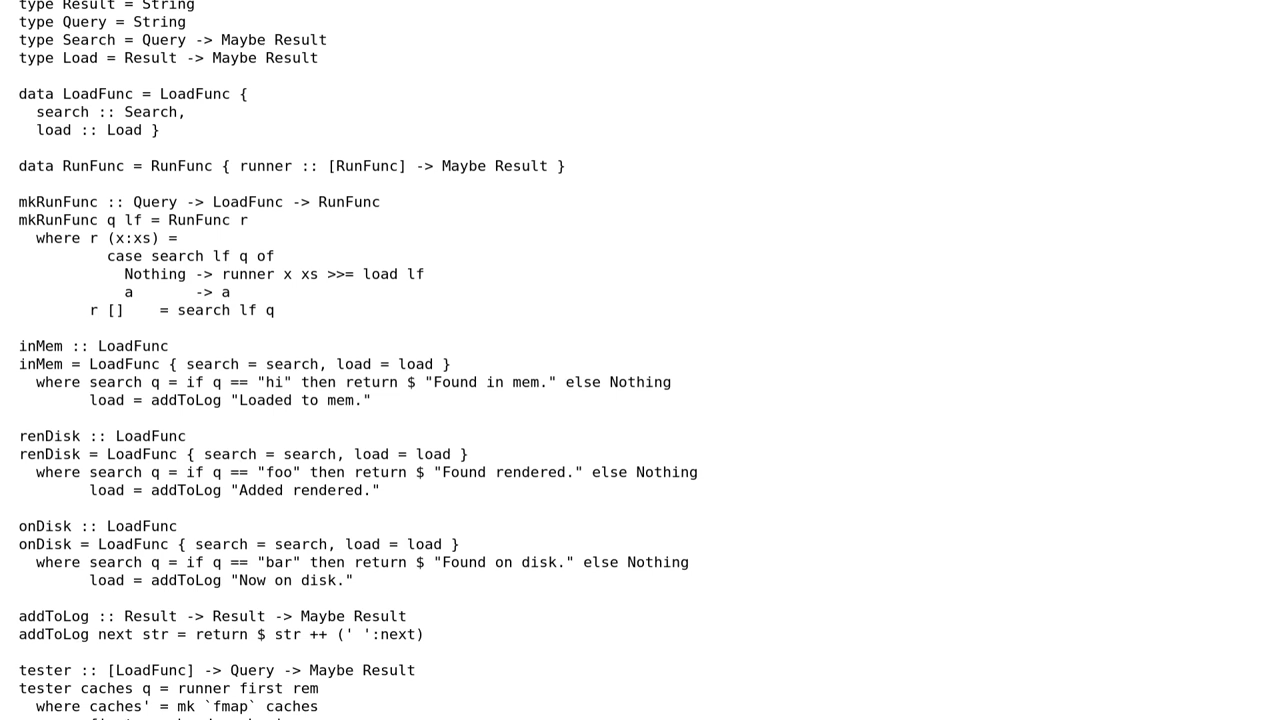 type Result = String
type Query = String
type Search = Query -> Maybe Result
type Load = Result -> Maybe Result

data LoadFunc = LoadFunc {
  search :: Search,
  load :: Load }

data RunFunc = RunFunc { runner :: [RunFunc] -> Maybe Result }

mkRunFunc :: Query -> LoadFunc -> RunFunc
mkRunFunc q lf = RunFunc r
  where r (x:xs) =
          case search lf q of
            Nothing -> runner x xs >>= load lf
            a       -> a
        r []    = search lf q

inMem :: LoadFunc
inMem = LoadFunc { search = search, load = load }
  where search q = if q == "hi" then return $ "Found in mem." else Nothing
        load = addToLog "Loaded to mem."

renDisk :: LoadFunc
renDisk = LoadFunc { search = search, load = load }
  where search q = if q == "foo" then return $ "Found rendered." else Nothing
        load = addToLog "Added rendered."

onDisk :: LoadFunc
onDisk = LoadFunc { search = search, load = load }
  where search q = if q == "bar" then return $ "Found on disk." else Nothing
        load = addToLog "Now on disk."

addToLog :: Result -> Result -> Maybe Result
addToLog next str = return $ str ++ (' ':next)

tester :: [LoadFunc] -> Query -> Maybe Result
tester caches q = runner first rem
  where caches' = mk `fmap` caches